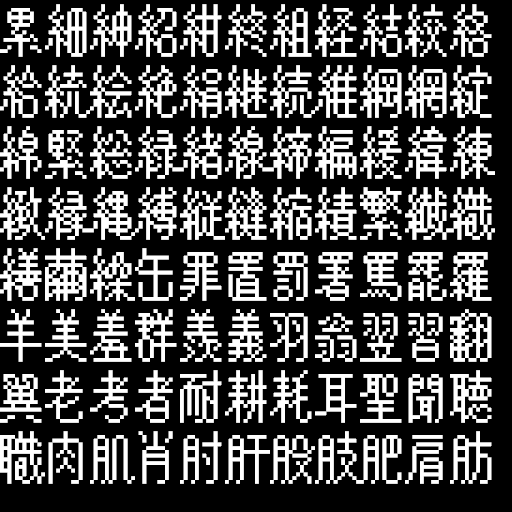 累細紳紹紺終組経結絞絡
給統絵絶絹継続維綱網綻
綿緊総緑緒線締編緩緯練
緻縁縄縛縦縫縮績繁繊織
繕繭繰缶罪置罰署罵罷羅
羊美羞群羨義羽翁翌習翻
翼老考者耐耕耗耳聖聞聴
職肉肌肖肘肝股肢肥肩肪